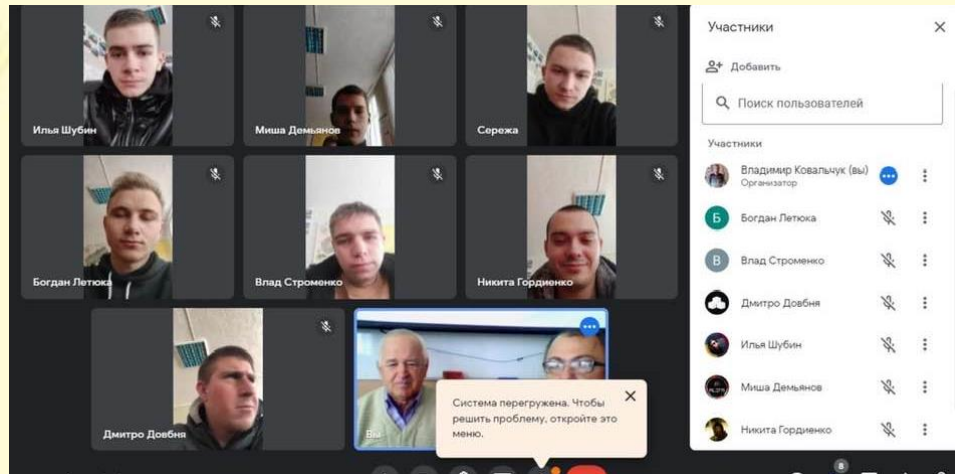 Илья Шубин
Миша Демьянов
Сережа
Богдан Летюка
Влад Строменко
Никита Гордиенко
Дмитро Довбня
Вы
Система перегружена. Чтобы
решить проблему, откройте это
меню.
Участники
Добавить
Поиск пользователей
Участники
Владимир Ковальчук (вы)
Организатор
Б
Богдан Летюка
В
Влад Строменко
Дмитро Довбня
Илья Шубин
Миша Демьянов
Никита Гордиенко
8